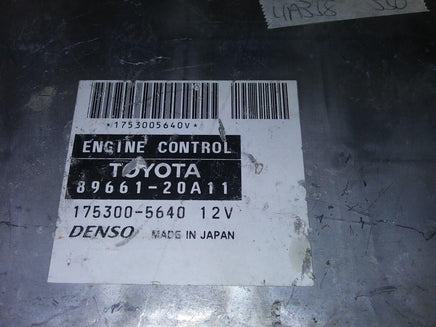 *1753005640V*
ENGINE CONTROL
TOYOTA
89661-20A11
175300-5640 12V
DENSO MADE IN JAPAN